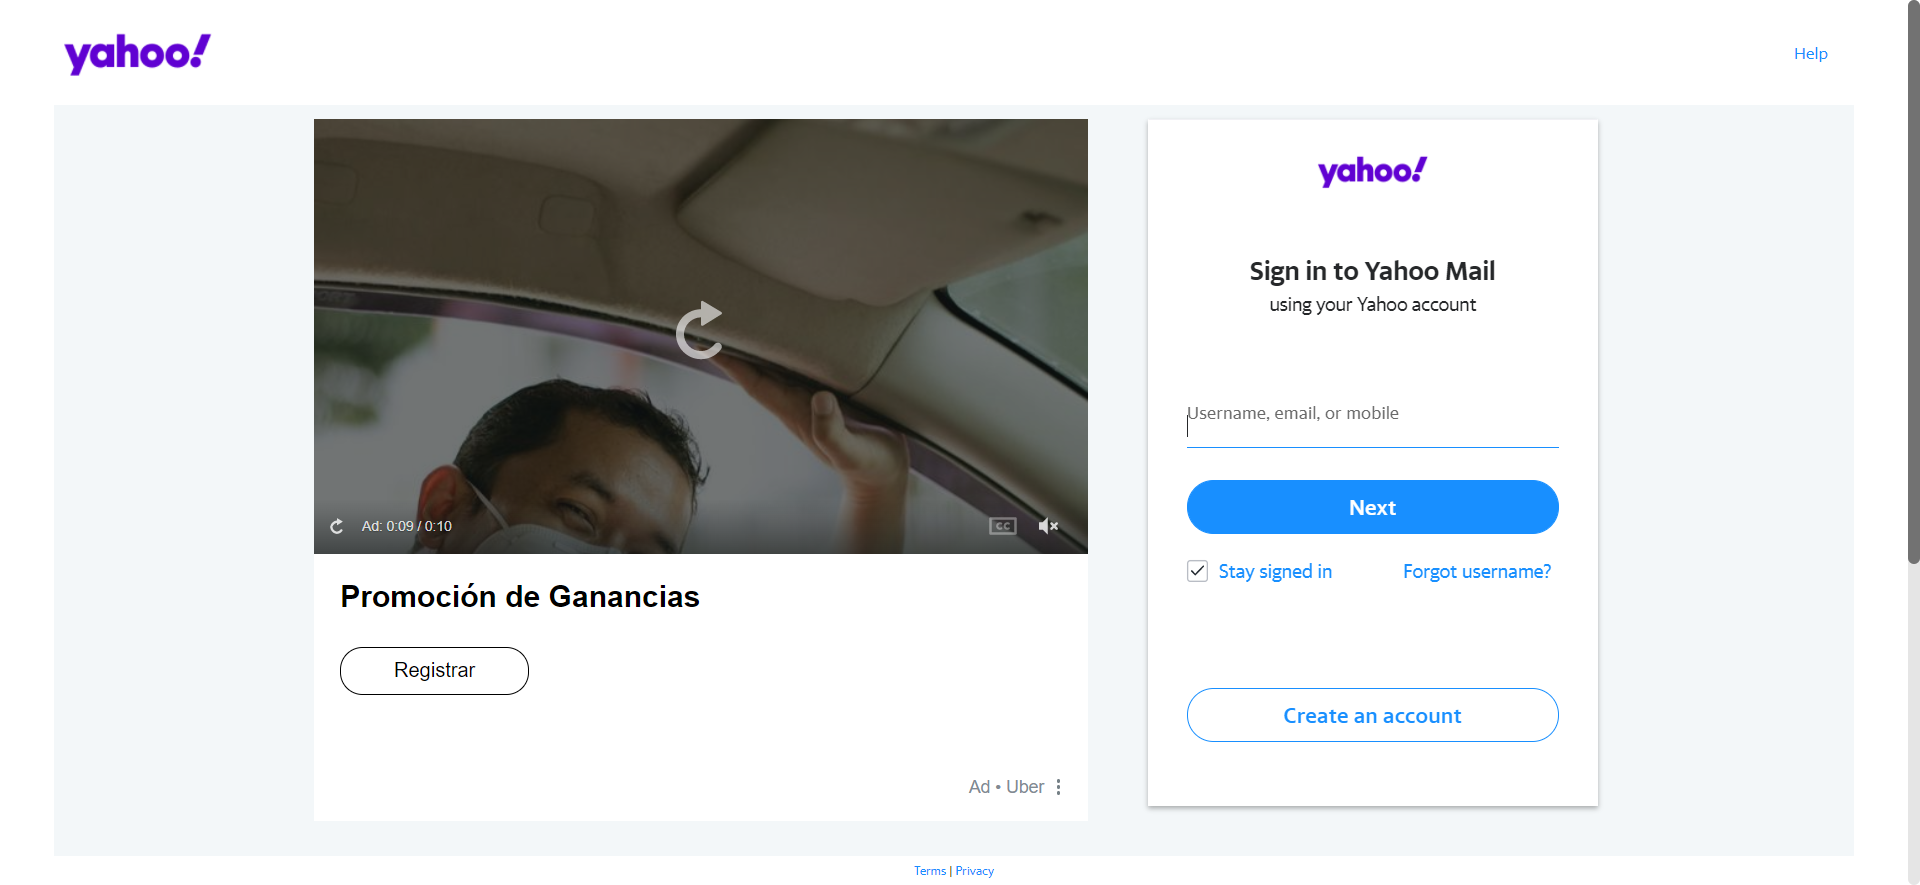 yahoo!
Help
Ad: 0:09 / 0:10
CC
Promoción de Ganancias
Registrar
Ad • Uber
yahoo!
Sign in to Yahoo Mail
using your Yahoo account
Username, email, or mobile
Next
Stay signed in
Forgot username?
Create an account
Terms | Privacy